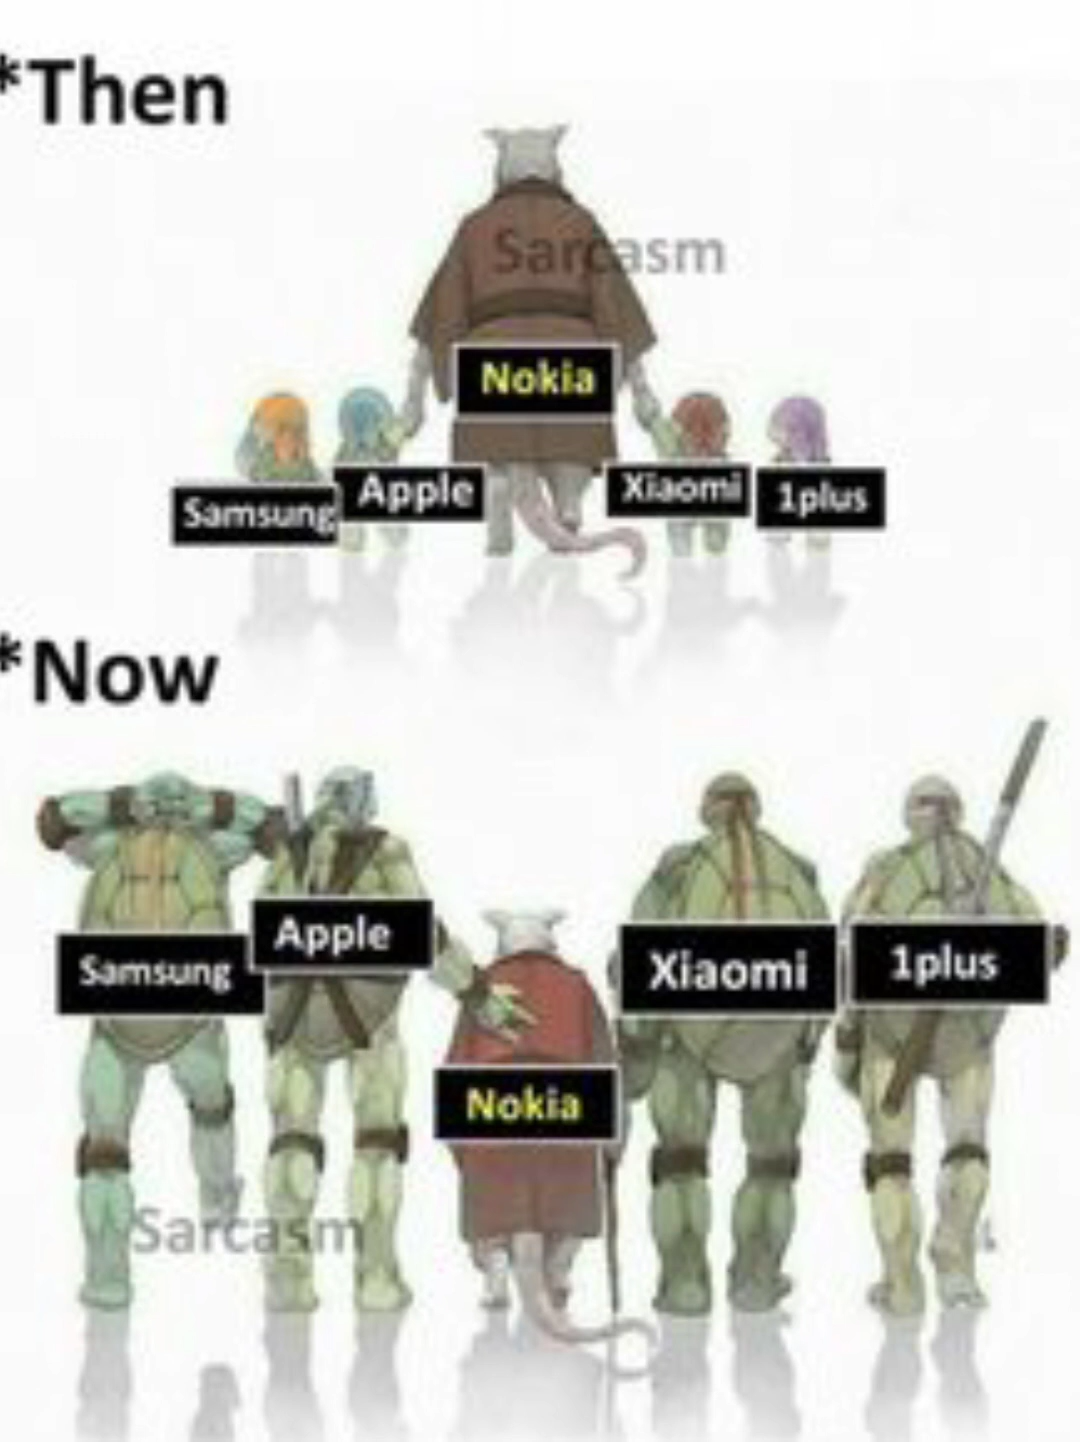 *Then
Sarcasm
Nokia
Samsung
Apple
Xiaomi
1plus
*Now
Samsung
Apple
Xiaomi
1plus
Nokia
Sarcasm